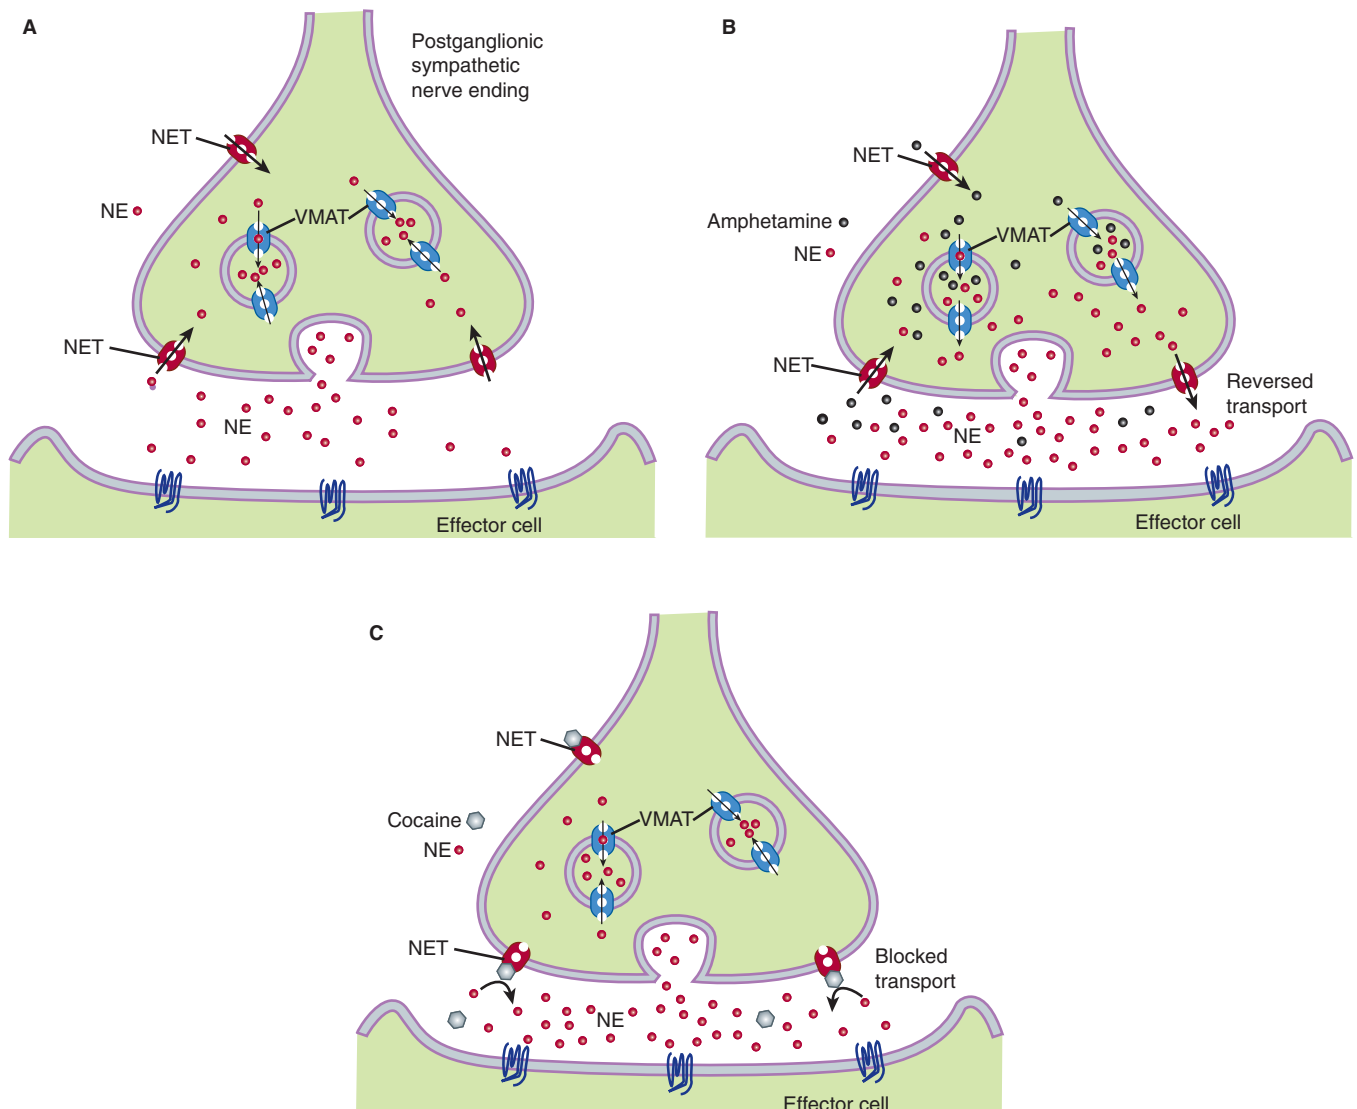 A
Postganglionic
sympathetic
nerve ending
NET
NE
VMAT
NET
NE
Effector cell
B
NET
Amphetamine
NE
VMAT
NET
Reversed
transport
NE
Effector cell
C
NET
Cocaine
NE
VMAT
NET
Blocked
transport
NE
Effector cell